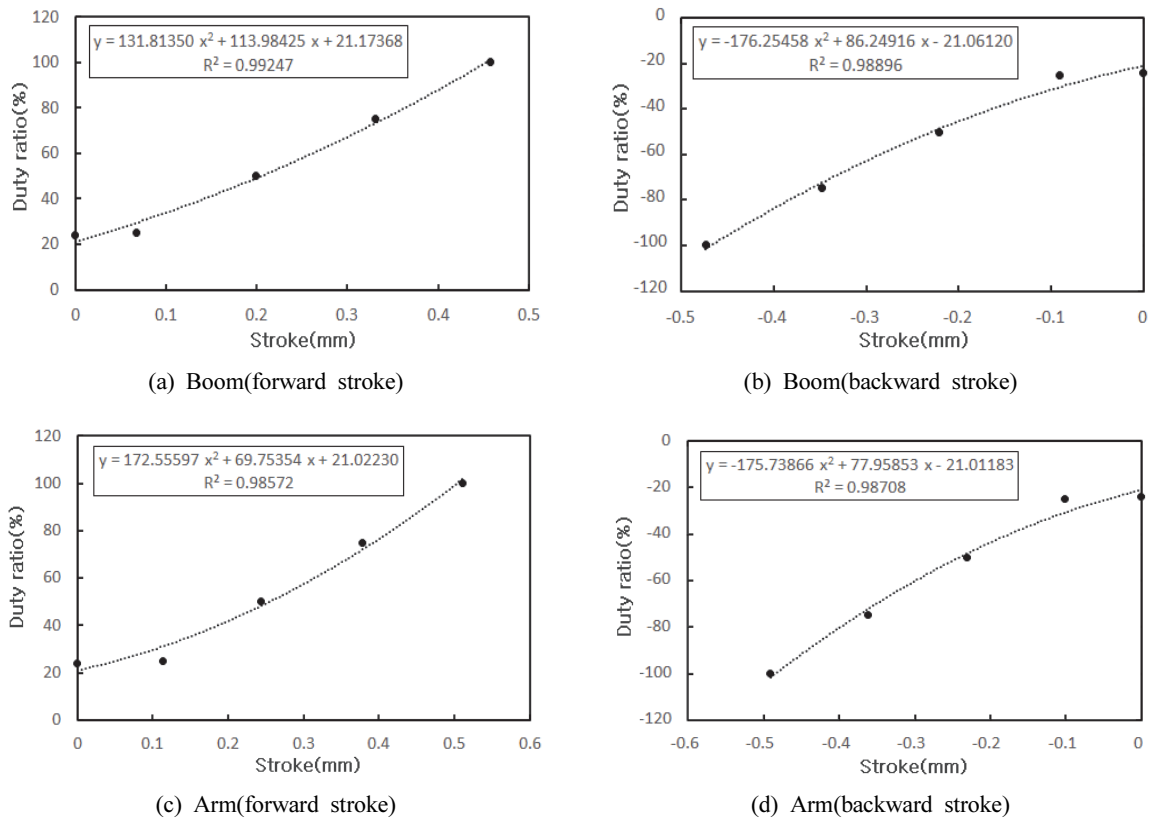 y = 131.81350 x² + 113.98425 x + 21.17368
R² = 0.99247
Duty ratio(%)
120
100
80
60
40
20
0
0 0.1 0.2 0.3 0.4 0.5
Stroke(mm)
(a) Boom(forward stroke)
y = -176.25458 x² + 86.24916 x - 21.06120
R² = 0.98896
Duty ratio(%)
0
-20
-40
-60
-80
-100
-120
-0.5 -0.4 -0.3 -0.2 -0.1 0
Stroke(mm)
(b) Boom(backward stroke)
y = 172.55597 x² + 69.75354 x + 21.02230
R² = 0.98572
Duty ratio(%)
120
100
80
60
40
20
0
0 0.1 0.2 0.3 0.4 0.5 0.6
Stroke(mm)
(c) Arm(forward stroke)
y = -175.73866 x² + 77.95853 x - 21.01183
R² = 0.98708
Duty ratio(%)
0
-20
-40
-60
-80
-100
-120
-0.6 -0.5 -0.4 -0.3 -0.2 -0.1 0
Stroke(mm)
(d) Arm(backward stroke)